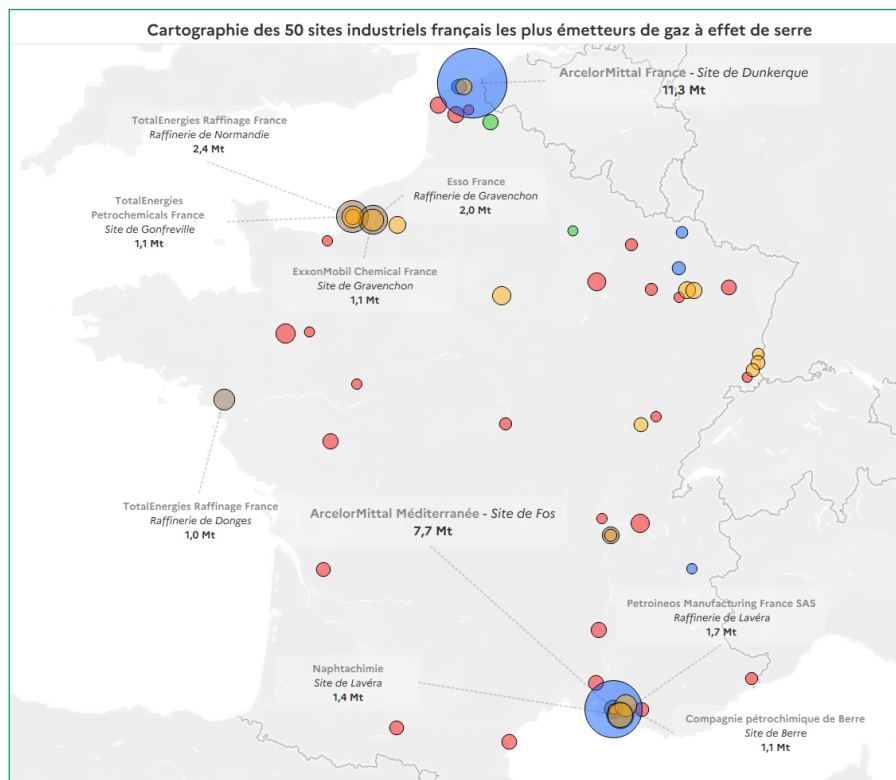 Cartographie des 50 sites industriels français les plus émetteurs de gaz à effet de serre
ArcelorMittal France - Site de Dunkerque
11,3 Mt
TotalEnergies Raffinage France
Raffinerie de Normandie
2,4 Mt
Esso France
Raffinerie de Gravenchon
2,0 Mt
TotalEnergies
Petrochemicals France
Site de Gonfreville
1,1 Mt
ExxonMobil Chemical France
Site de Gravenchon
1,1 Mt
TotalEnergies Raffinage France
Raffinerie de Donges
1,0 Mt
ArcelorMittal Méditerranée - Site de Fos
7,7 Mt
Petroineos Manufacturing France SAS
Raffinerie de Lavéra
1,7 Mt
Naphtachimie
Site de Lavéra
1,4 Mt
Compagnie pétrochimique de Berre
Site de Berre
1,1 Mt